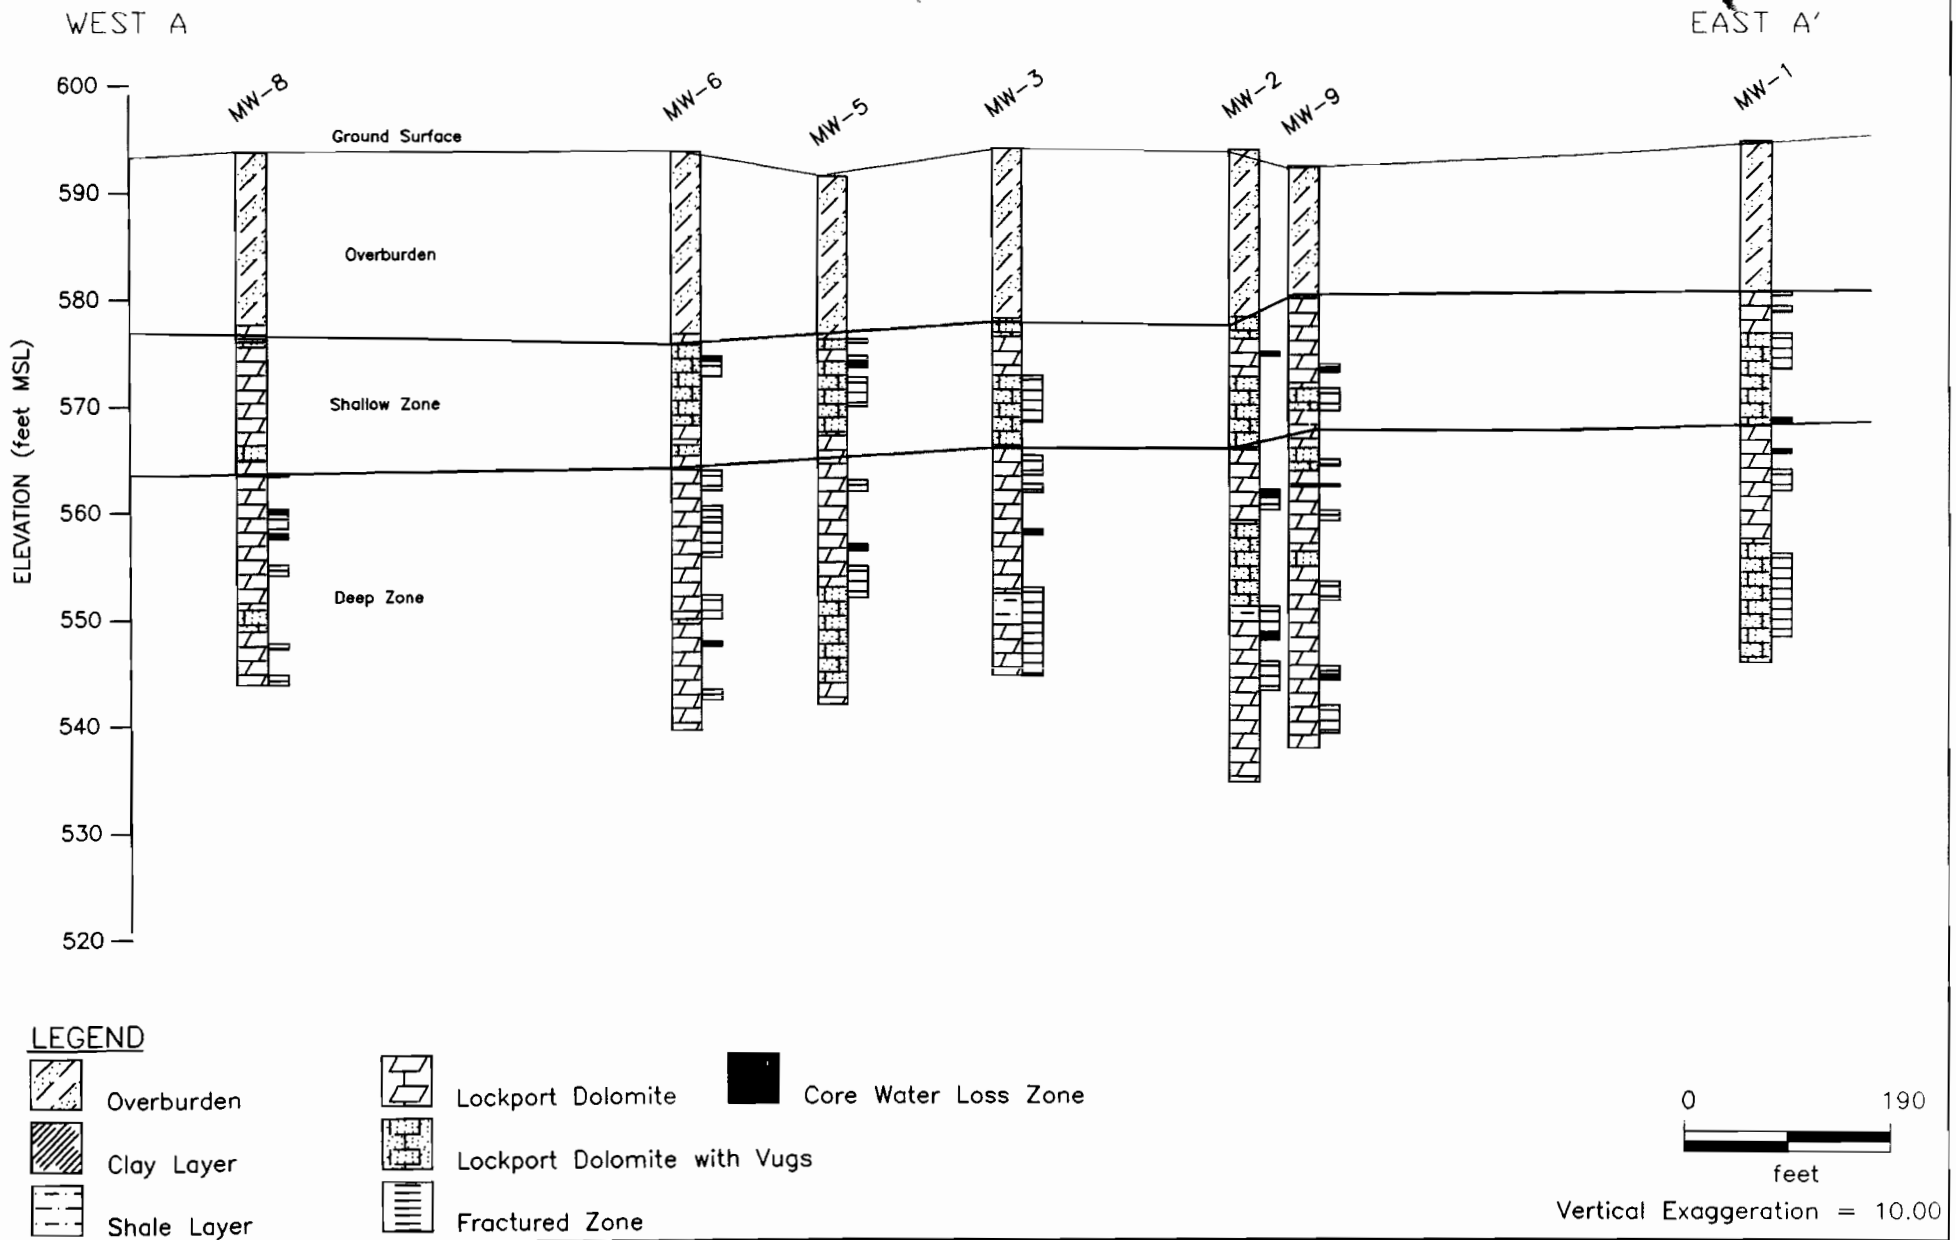 WEST A
EAST A'
MW-8
MW-6
MW-5
MW-3
MW-2
MW-9
MW-1
600
590
580
570
560
550
540
530
520
ELEVATION (feet MSL)
Ground Surface
Overburden
Shallow Zone
Deep Zone
LEGEND
Overburden
Clay Layer
Shale Layer
Lockport Dolomite
Lockport Dolomite with Vugs
Fractured Zone
Core Water Loss Zone
0 190
feet
Vertical Exaggeration = 10.00